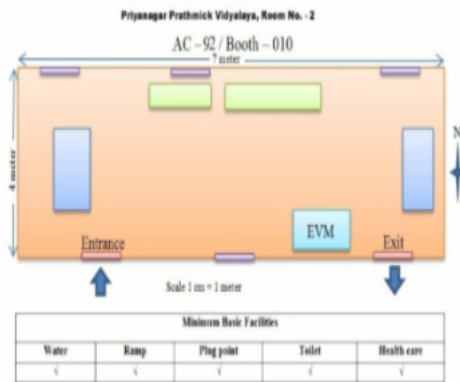 Priyanagar Prathmick Vidyalaya, Room No. - 2
AC – 92 / Booth – 010
7 meter
4 meter
N
EVM
Entrance
Exit
Scale 1 cm = 1 meter
Minimum Basic Facilities
Water Ramp Plug point Toilet Health care
√ √ √ √ √